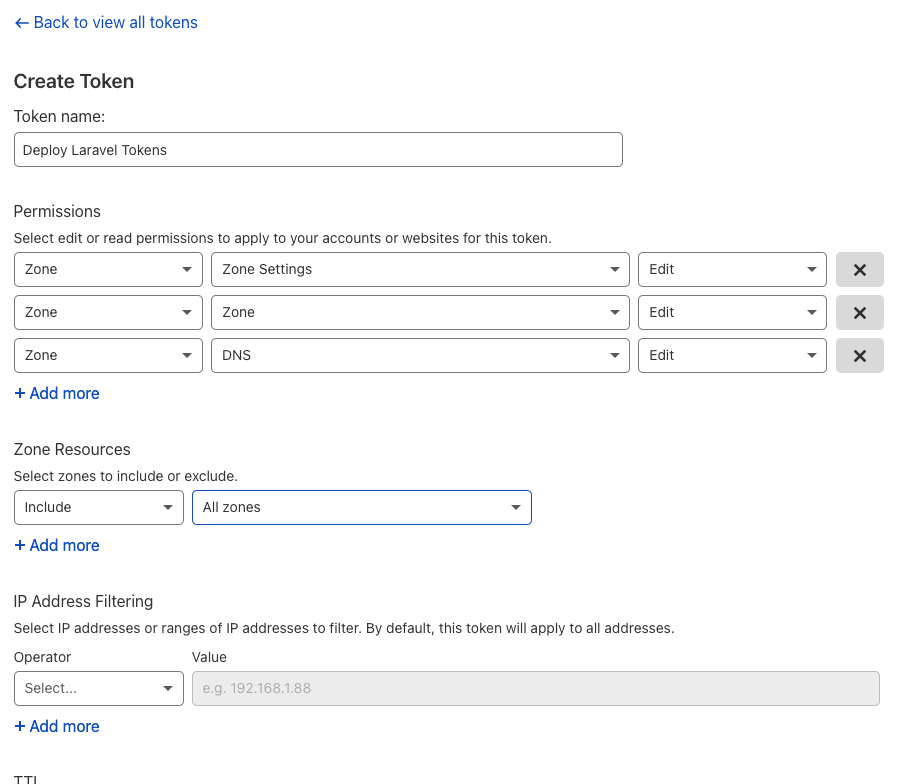 ← Back to view all tokens
Create Token
Token name:
Deploy Laravel Tokens
Permissions
Select edit or read permissions to apply to your accounts or websites for this token.
Zone Zone Settings Edit ✕
Zone Zone Edit ✕
Zone DNS Edit ✕
+ Add more
Zone Resources
Select zones to include or exclude.
Include All zones
+ Add more
IP Address Filtering
Select IP addresses or ranges of IP addresses to filter. By default, this token will apply to all addresses.
Operator Value
Select... e.g. 192.168.1.88
+ Add more
TTL